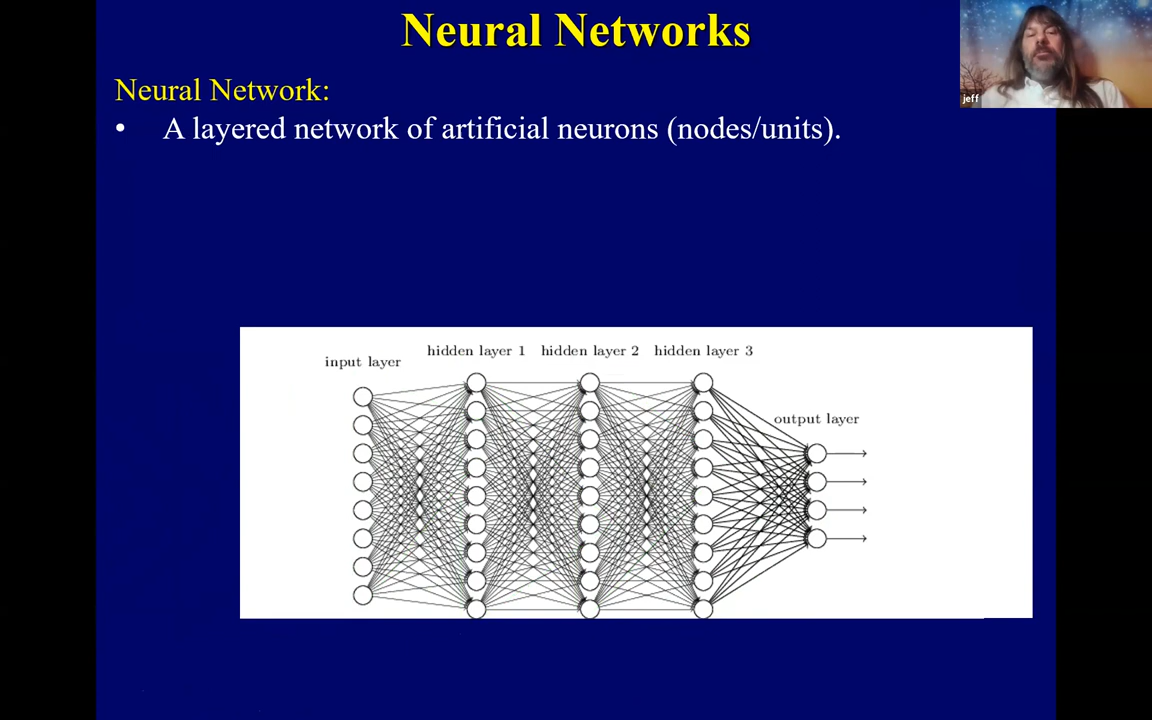 Neural Networks
jeff
Neural Network:
• A layered network of artificial neurons (nodes/units).
hidden layer 1 hidden layer 2 hidden layer 3
input layer
output layer